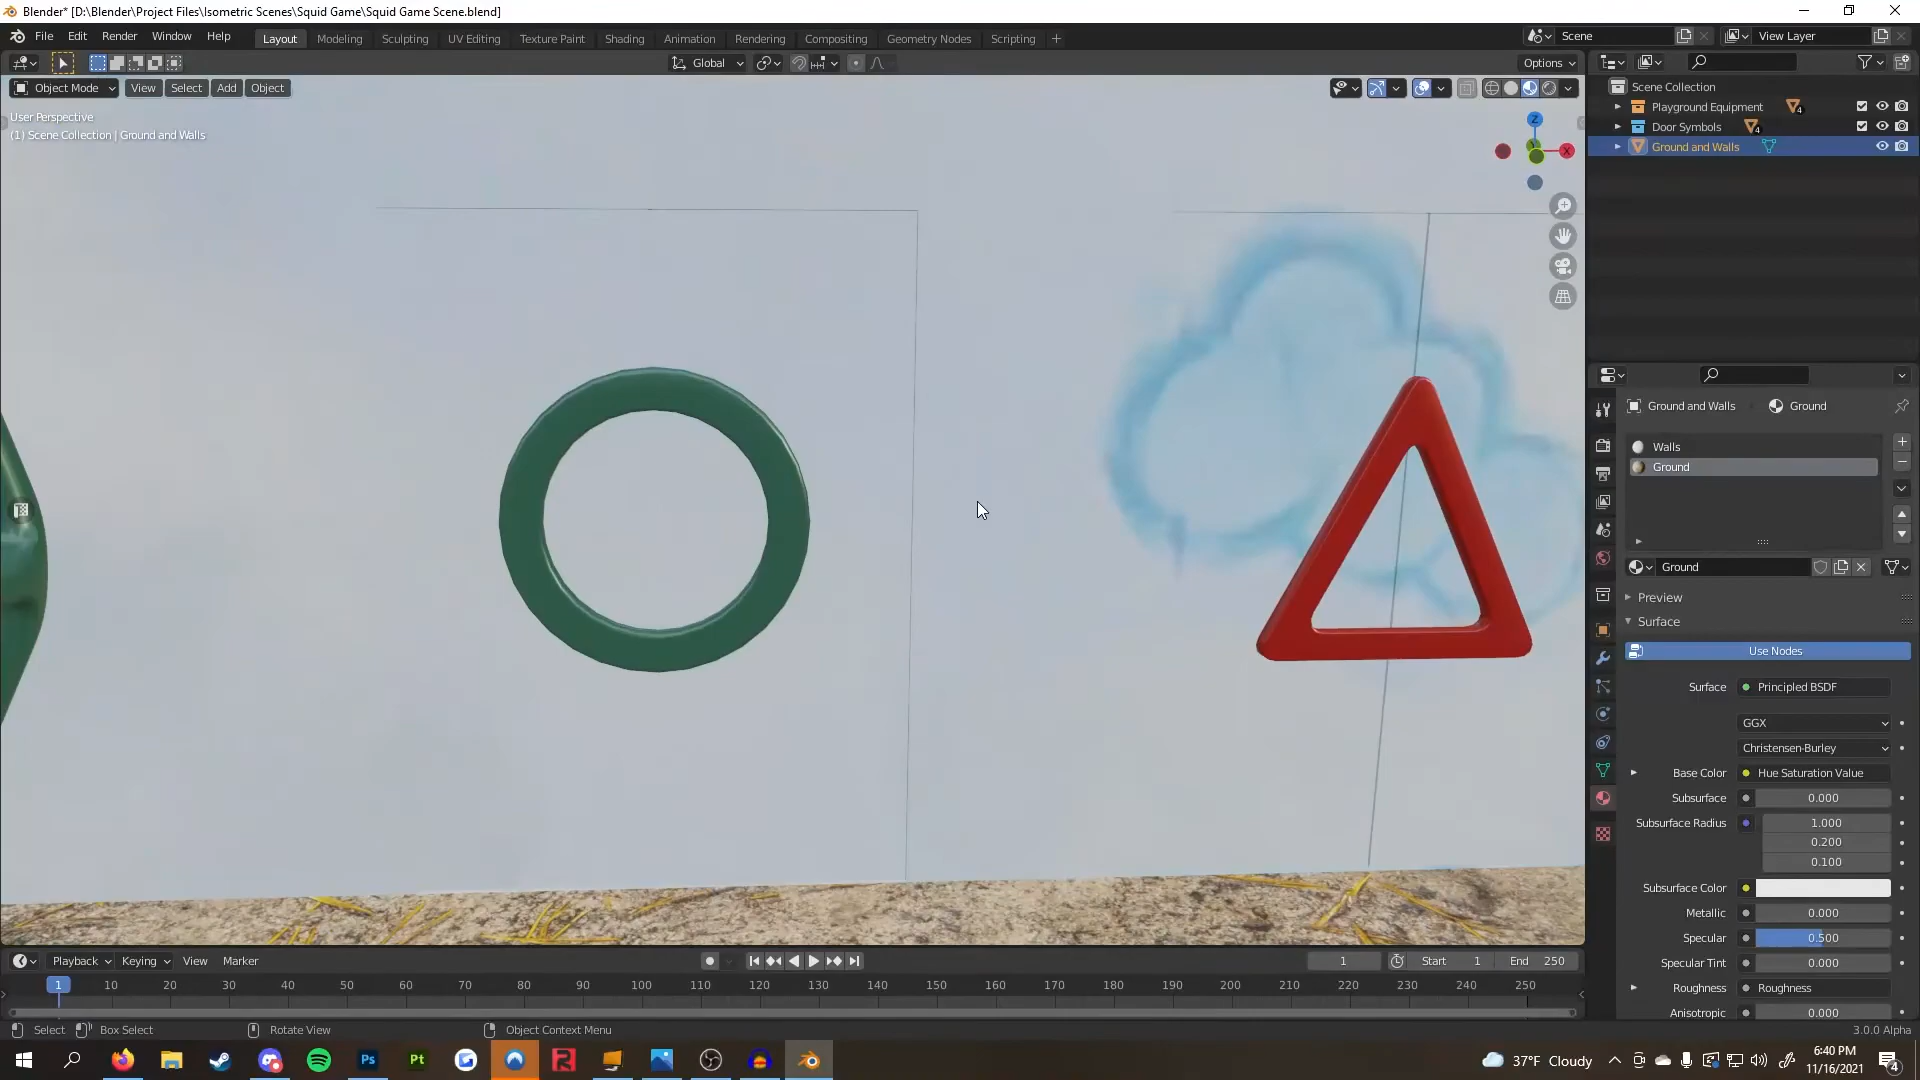 Blender* [D:\Blender\Project Files\Isometric Scenes\Squid Game\Squid Game Scene.blend]
File Edit Render Window Help Layout Modeling Sculpting UV Editing Texture Paint Shading Animation Rendering Compositing Geometry Nodes Scripting + Scene View Layer
Global Options
Object Mode View Select Add Object
User Perspective
(1) Scene Collection | Ground and Walls
Z
X
Scene Collection
Playground Equipment 4
Door Symbols 4
Ground and Walls
Ground and Walls Ground
Walls
Ground
Ground
Preview
Surface
Use Nodes
Surface Principled BSDF
GGX
Christensen-Burley
Base Color Hue Saturation Value
Subsurface 0.000
Subsurface Radius 1.000
0.200
0.100
Subsurface Color
Metallic 0.000
Specular 0.500
Specular Tint 0.000
Roughness Roughness
Anisotropic 0.000
Playback Keying View Marker 1 Start 1 End 250
1 10 20 30 40 50 60 70 80 90 100 110 120 130 140 150 160 170 180 190 200 210 220 230 240 250
Select Box Select Rotate View Object Context Menu 3.0.0 Alpha
Ps Pt 37°F Cloudy 6:40 PM
11/16/2021 4